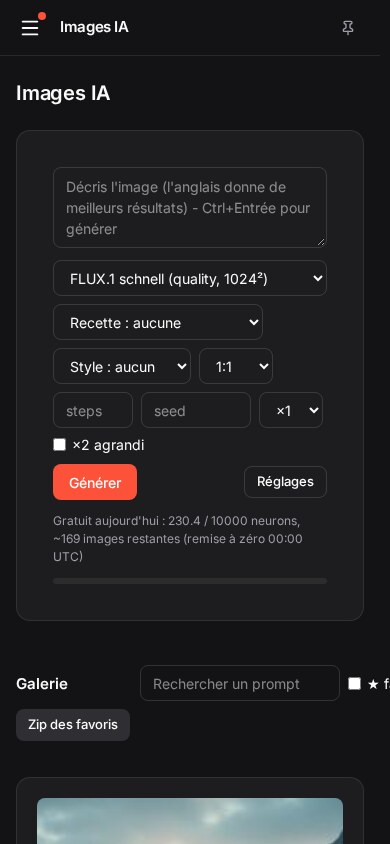 Images IA
Images IA
Décris l'image (l'anglais donne de
meilleurs résultats) - Ctrl+Entrée pour
générer
FLUX.1 schnell (quality, 1024²)
Recette : aucune
Style : aucun 1:1
steps seed ×1
×2 agrandi
Générer Réglages
Gratuit aujourd'hui : 230.4 / 10000 neurons,
~169 images restantes (remise à zéro 00:00
UTC)
Galerie Rechercher un prompt ★
Zip des favoris